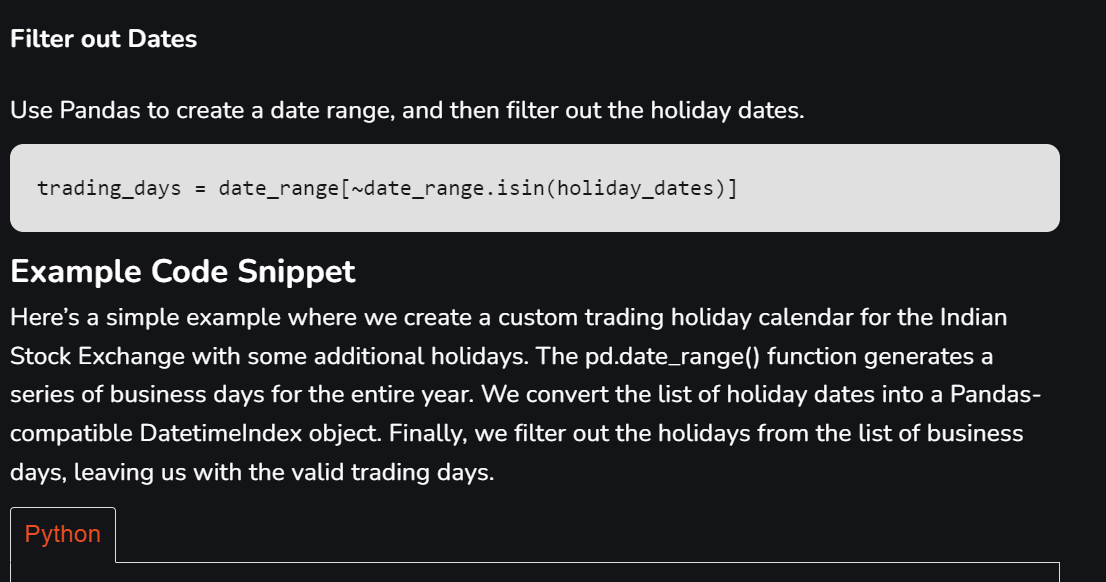 Filter out Dates
Use Pandas to create a date range, and then filter out the holiday dates.
trading_days = date_range[~date_range.isin(holiday_dates)]
Example Code Snippet
Here’s a simple example where we create a custom trading holiday calendar for the Indian
Stock Exchange with some additional holidays. The pd.date_range() function generates a
series of business days for the entire year. We convert the list of holiday dates into a Pandas-
compatible DatetimeIndex object. Finally, we filter out the holidays from the list of business
days, leaving us with the valid trading days.
Python